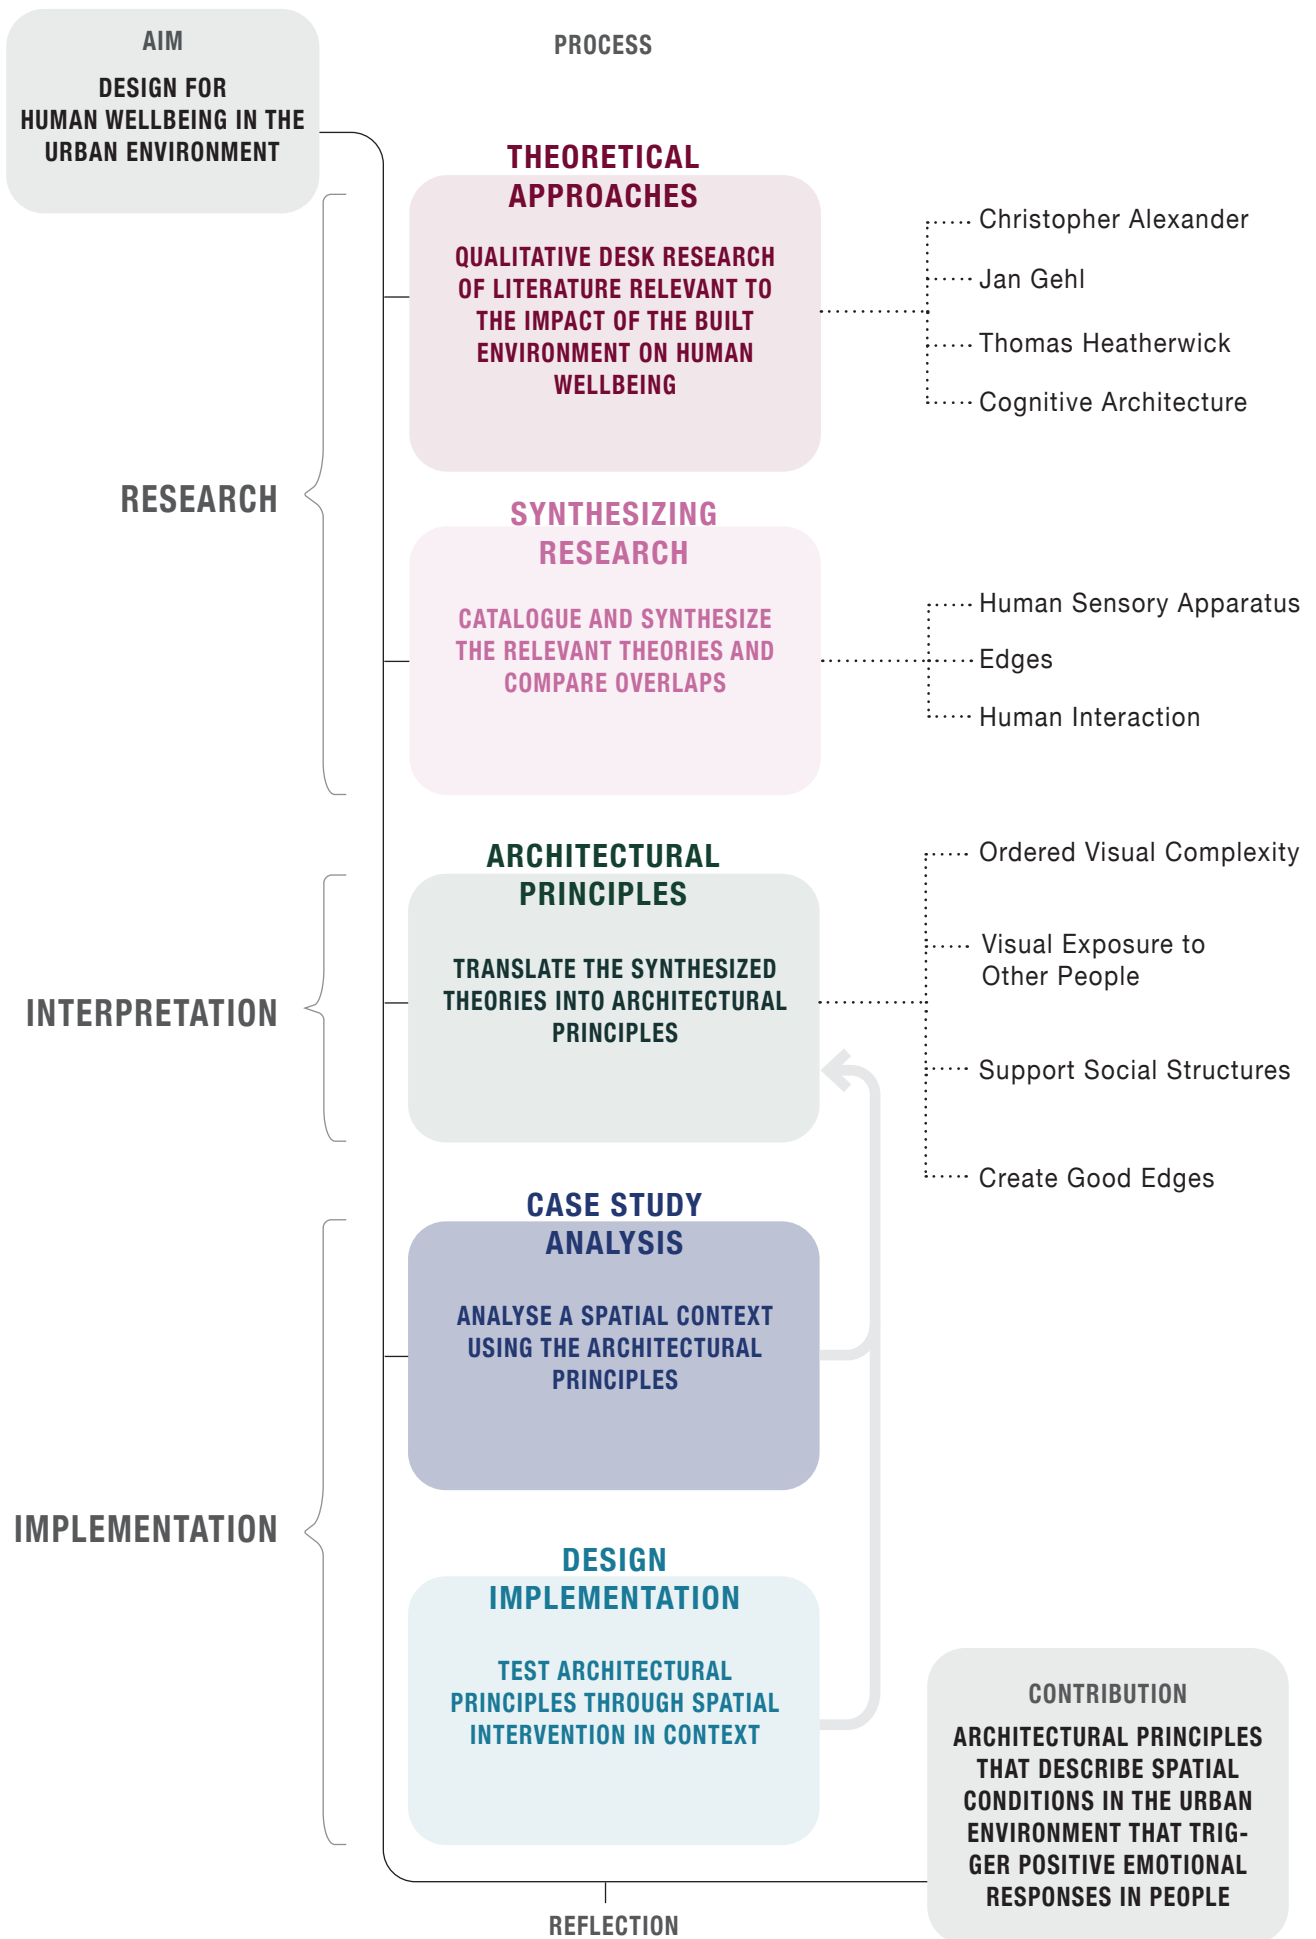 AIM
DESIGN FOR
HUMAN WELLBEING IN THE
URBAN ENVIRONMENT
PROCESS
RESEARCH
THEORETICAL
APPROACHES
QUALITATIVE DESK RESEARCH
OF LITERATURE RELEVANT TO
THE IMPACT OF THE BUILT
ENVIRONMENT ON HUMAN
WELLBEING
Christopher Alexander
Jan Gehl
Thomas Heatherwick
Cognitive Architecture
SYNTHESIZING
RESEARCH
CATALOGUE AND SYNTHESIZE
THE RELEVANT THEORIES AND
COMPARE OVERLAPS
Human Sensory Apparatus
Edges
Human Interaction
INTERPRETATION
ARCHITECTURAL
PRINCIPLES
TRANSLATE THE SYNTHESIZED
THEORIES INTO ARCHITECTURAL
PRINCIPLES
Ordered Visual Complexity
Visual Exposure to
Other People
Support Social Structures
Create Good Edges
IMPLEMENTATION
CASE STUDY
ANALYSIS
ANALYSE A SPATIAL CONTEXT
USING THE ARCHITECTURAL
PRINCIPLES
DESIGN
IMPLEMENTATION
TEST ARCHITECTURAL
PRINCIPLES THROUGH SPATIAL
INTERVENTION IN CONTEXT
REFLECTION
CONTRIBUTION
ARCHITECTURAL PRINCIPLES
THAT DESCRIBE SPATIAL
CONDITIONS IN THE URBAN
ENVIRONMENT THAT TRIG-
GER POSITIVE EMOTIONAL
RESPONSES IN PEOPLE